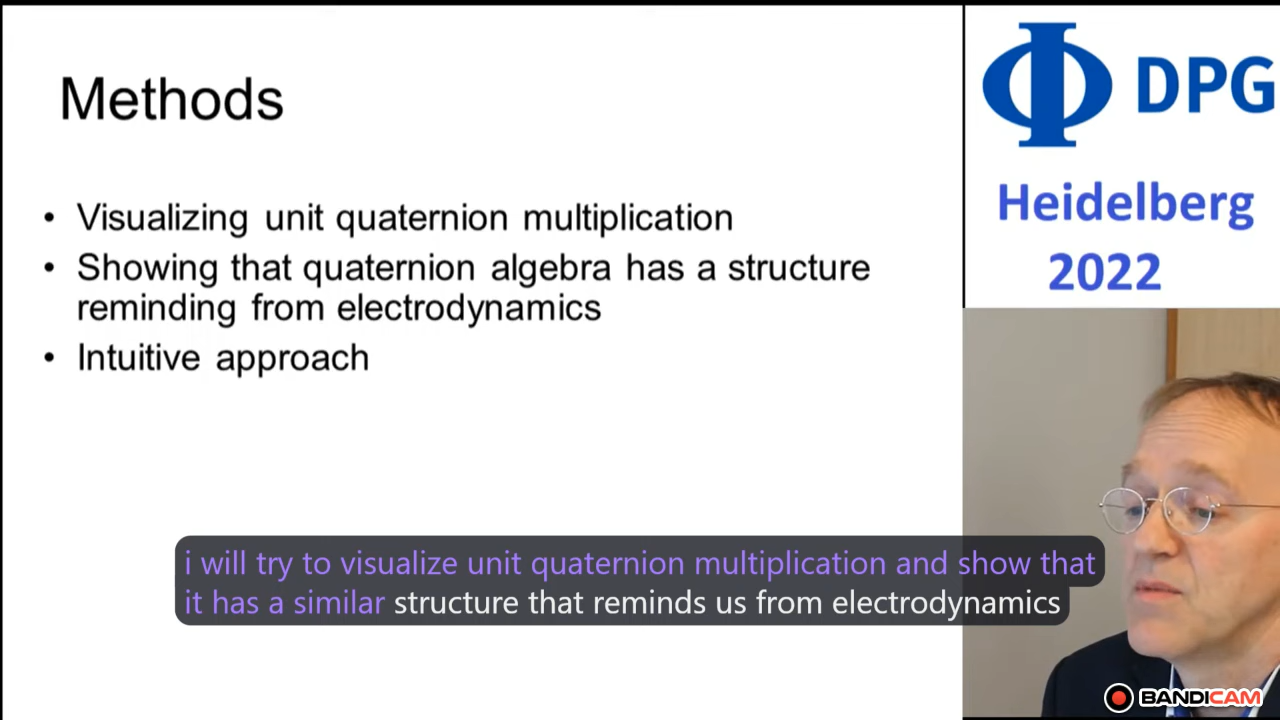 Methods
• Visualizing unit quaternion multiplication
• Showing that quaternion algebra has a structure
reminding from electrodynamics
• Intuitive approach
DPG
Heidelberg
2022
i will try to visualize unit quaternion multiplication and show that
it has a similar structure that reminds us from electrodynamics
BANDICAM